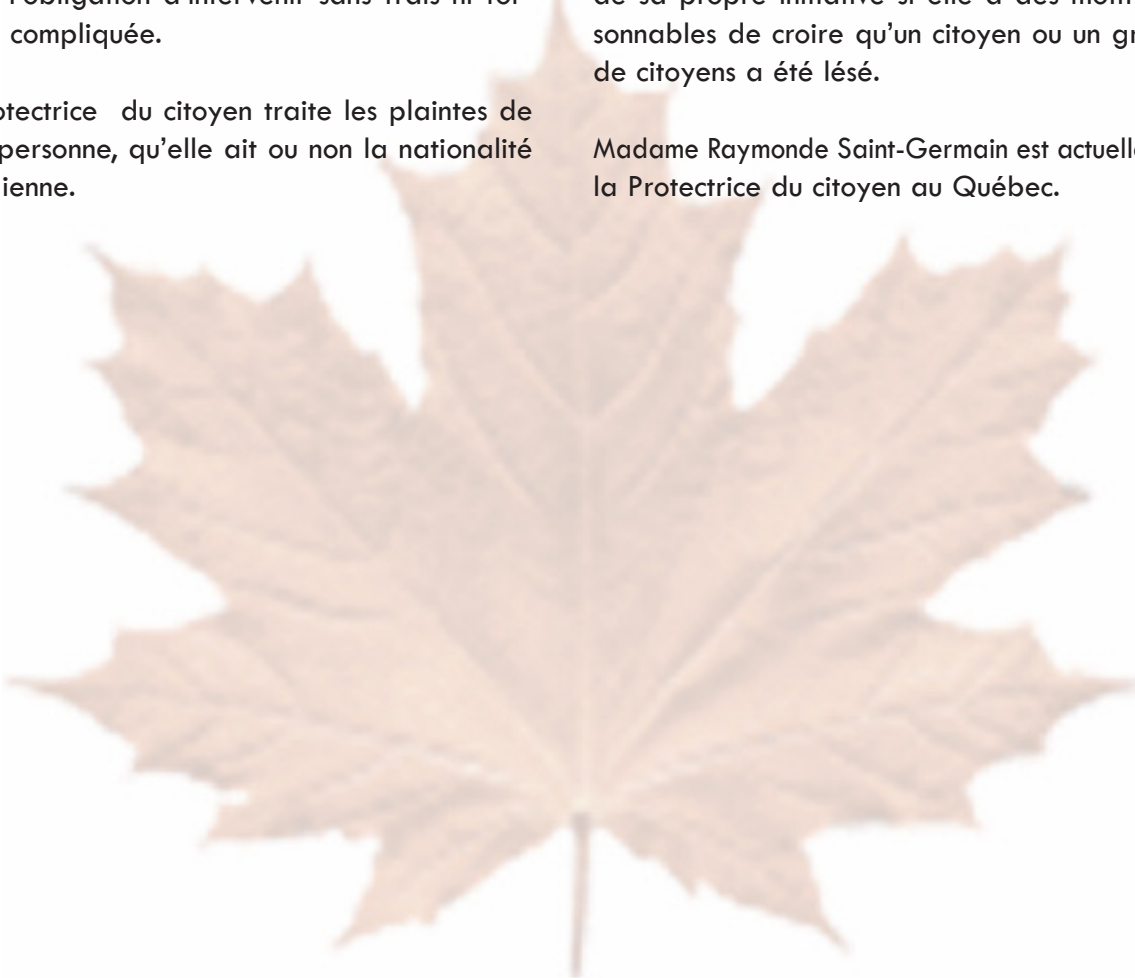 l'obligation d'intervenir sans frais ni for-
compliquée.
otectrice du citoyen traite les plaintes de
personne, qu'elle ait ou non la nationalité
ienne.
de sa propre initiative si elle a des
sonnables de croire qu'un citoyen ou un gr
de citoyens a été lésé.
Madame Raymonde Saint-Germain est actuelle
la Protectrice du citoyen au Québec.